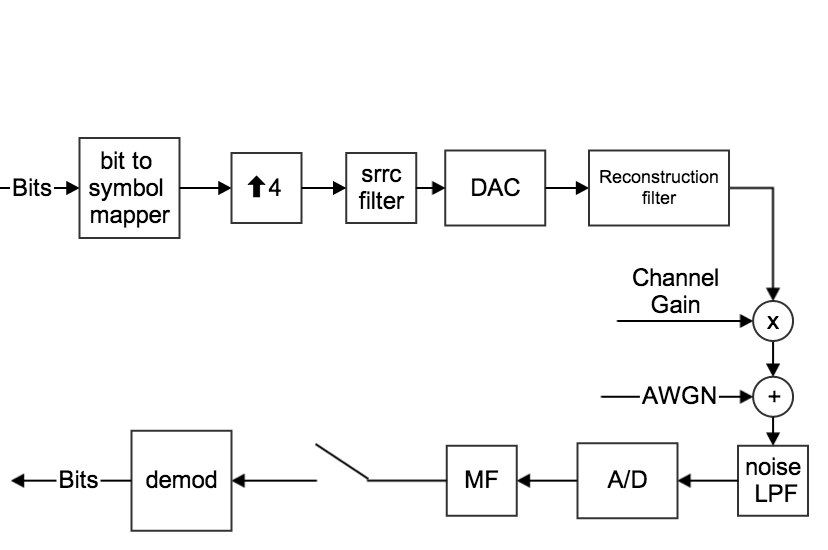 Bits
bit to
symbol
mapper
⬆4
srrc
filter
DAC
Reconstruction
filter
Channel
Gain
x
AWGN
+
noise
LPF
A/D
MF
demod
Bits